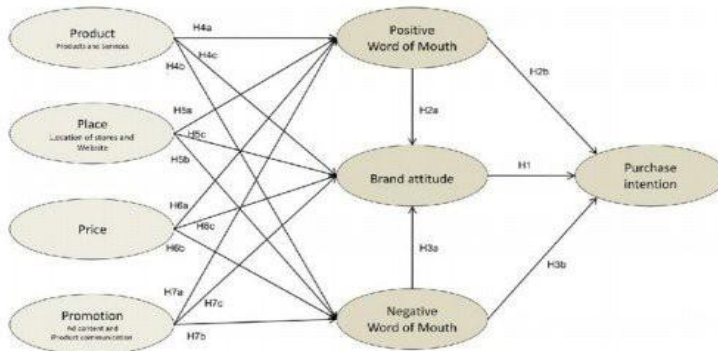 Product
Products and Services
Place
Location of stores and
Website
Price
Promotion
Ad content and
Product communication
H4a
H4c
H4b
H5a
H5c
H5b
H6a
H6c
H6b
H7a
H7c
H7b
Positive
Word of Mouth
H2a
Brand attitude
H3a
Negative
Word of Mouth
H2b
H1
H3b
Purchase
intention